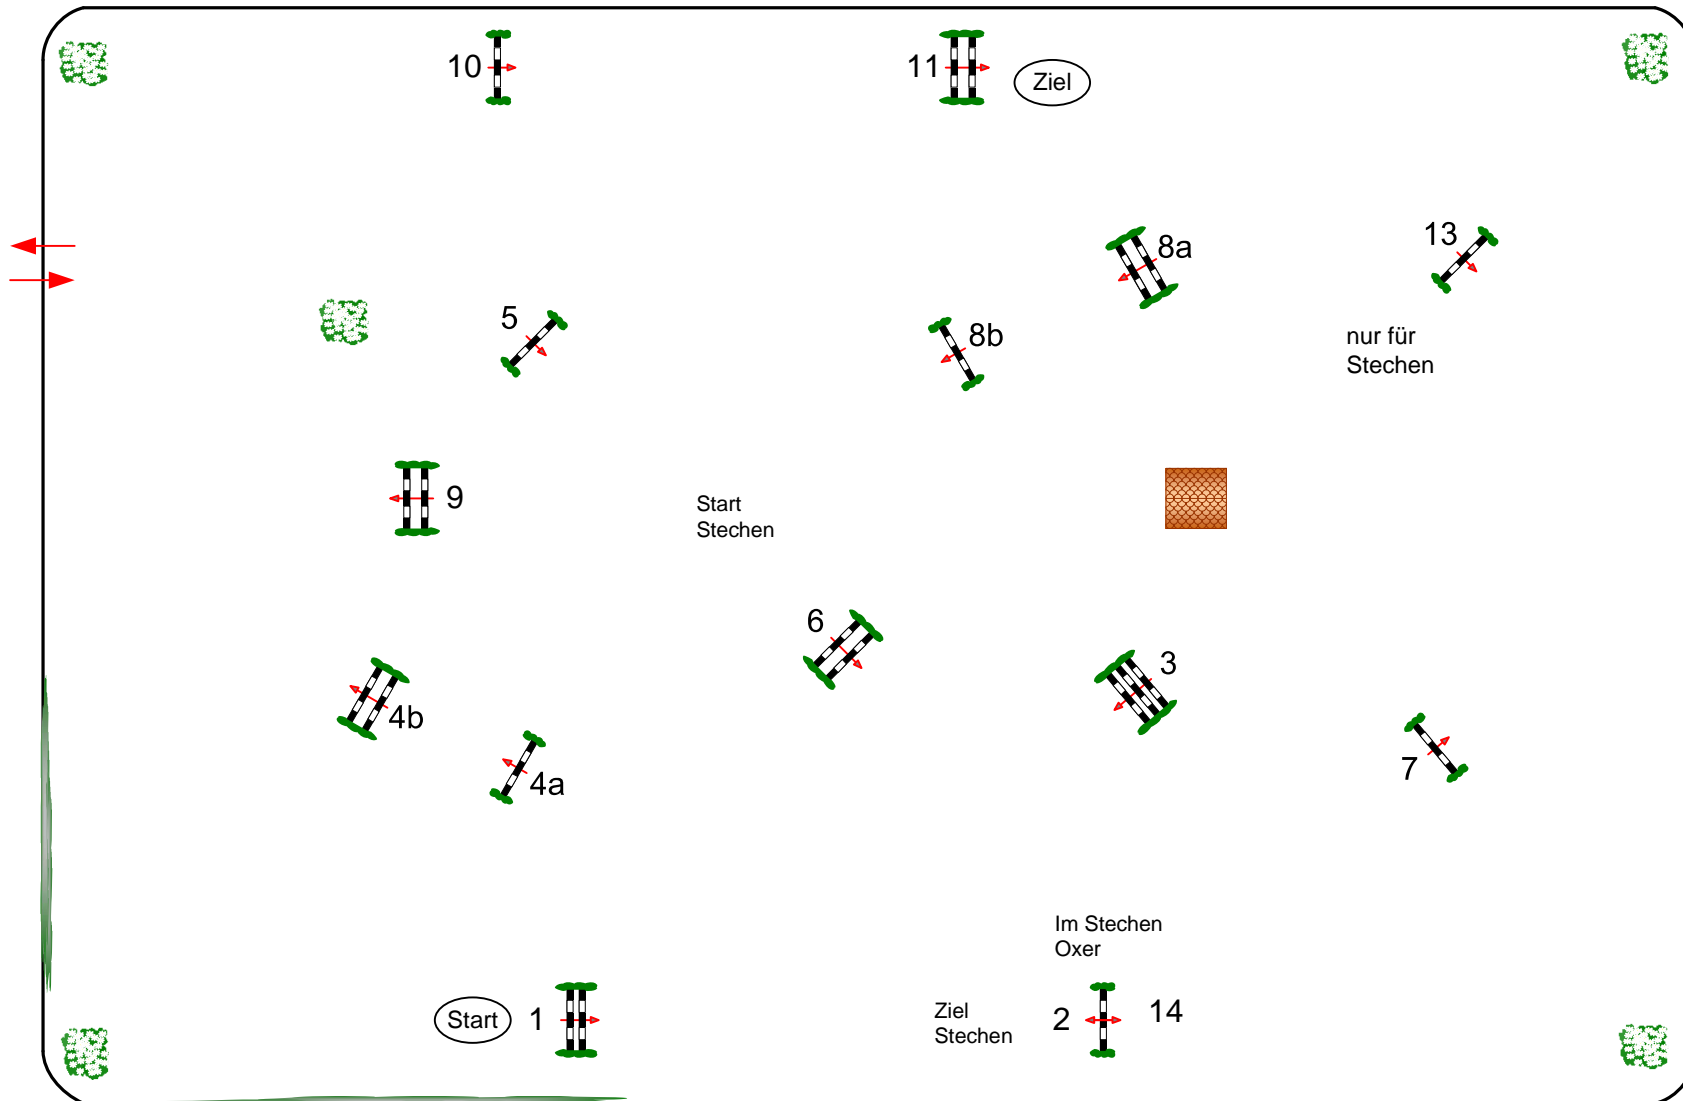 10
11
Ziel
13
8a
5
8b
nur für
Stechen
9
Start
Stechen
6
3
4b
7
4a
Im Stechen
Oxer
Start
1
Ziel
Stechen
2
14